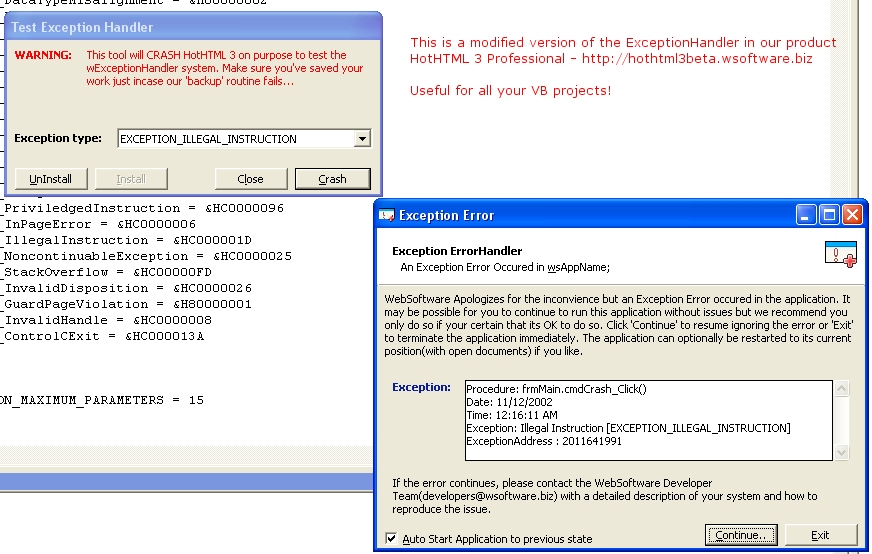 _DataTypeMisalignment = &H80000002
Test Exception Handler
WARNING: This tool will CRASH HotHTML 3 on purpose to test the
wExceptionHandler system. Make sure you've saved your
work just incase our 'backup' routine fails...
Exception type: EXCEPTION_ILLEGAL_INSTRUCTION
UnInstall Install Close Crash
This is a modified version of the ExceptionHandler in our product
HotHTML 3 Professional - http://hothtml3beta.wsoftware.biz
Useful for all your VB projects!
_PriviledgedInstruction = &HC0000096
_InPageError = &HC0000006
_IllegalInstruction = &HC000001D
_NoncontinuableException = &HC0000025
_StackOverflow = &HC00000FD
_InvalidDisposition = &HC0000026
_GuardPageViolation = &H80000001
_InvalidHandle = &HC0000008
_ControlCExit = &HC000013A
ON_MAXIMUM_PARAMETERS = 15
Exception Error
Exception ErrorHandler
An Exception Error Occured in wsAppName;
WebSoftware Apologizes for the inconvience but an Exception Error occured in the application. It
may be possible for you to continue to run this application without issues but we recommend you
only do so if your certain that its OK to do so. Click 'Continue' to resume ignoring the error or 'Exit'
to terminate the application immediately. The application can optionally be restarted to its current
position(with open documents) if you like.
Exception: Procedure: frmMain.cmdCrash_Click()
Date: 11/12/2002
Time: 12:16:11 AM
Exception: Illegal Instruction [EXCEPTION_ILLEGAL_INSTRUCTION]
ExceptionAddress : 2011641991
If the error continues, please contact the WebSoftware Developer
Team(developers@wsoftware.biz) with a detailed description of your system and how to
reproduce the issue.
Auto Start Application to previous state
Continue.. Exit